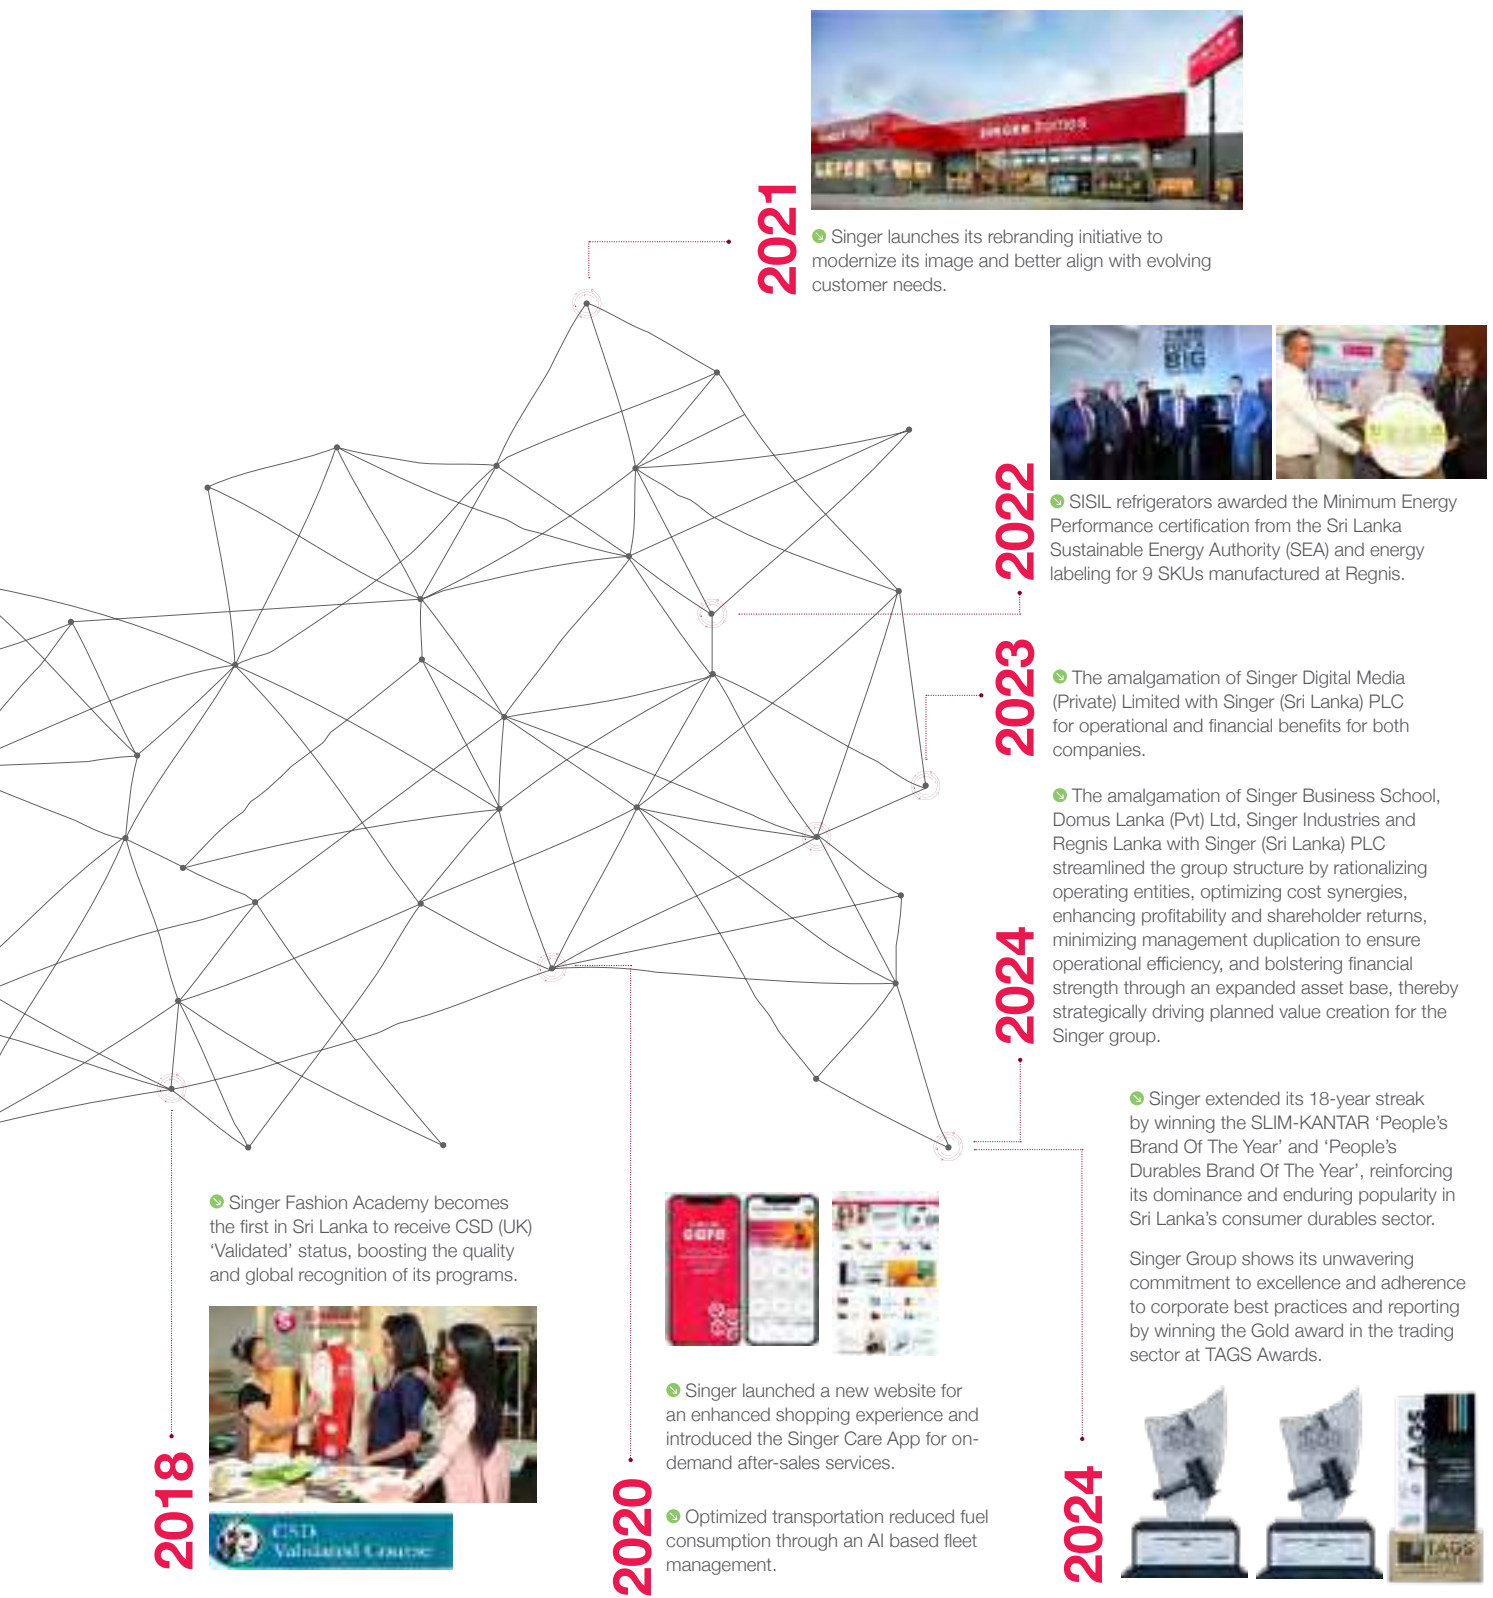 2021
Singer launches its rebranding initiative to
modernize its image and better align with evolving
customer needs.
SINGER homes
BIG
2022
SISIL refrigerators awarded the Minimum Energy
Performance certification from the Sri Lanka
Sustainable Energy Authority (SEA) and energy
labeling for 9 SKUs manufactured at Regnis.
2023
The amalgamation of Singer Digital Media
(Private) Limited with Singer (Sri Lanka) PLC
for operational and financial benefits for both
companies.
2024
The amalgamation of Singer Business School,
Domus Lanka (Pvt) Ltd, Singer Industries and
Regnis Lanka with Singer (Sri Lanka) PLC
streamlined the group structure by rationalizing
operating entities, optimizing cost synergies,
enhancing profitability and shareholder returns,
minimizing management duplication to ensure
operational efficiency, and bolstering financial
strength through an expanded asset base, thereby
strategically driving planned value creation for the
Singer group.
2024
Singer extended its 18-year streak
by winning the SLIM-KANTAR ‘People’s
Brand Of The Year’ and ‘People’s
Durables Brand Of The Year’, reinforcing
its dominance and enduring popularity in
Sri Lanka’s consumer durables sector.
Singer Group shows its unwavering
commitment to excellence and adherence
to corporate best practices and reporting
by winning the Gold award in the trading
sector at TAGS Awards.
TAGS
TAGS
2018
Singer Fashion Academy becomes
the first in Sri Lanka to receive CSD (UK)
‘Validated’ status, boosting the quality
and global recognition of its programs.
CSD
Validated Course
2020
care
Singer launched a new website for
an enhanced shopping experience and
introduced the Singer Care App for on-
demand after-sales services.
Optimized transportation reduced fuel
consumption through an AI based fleet
management.